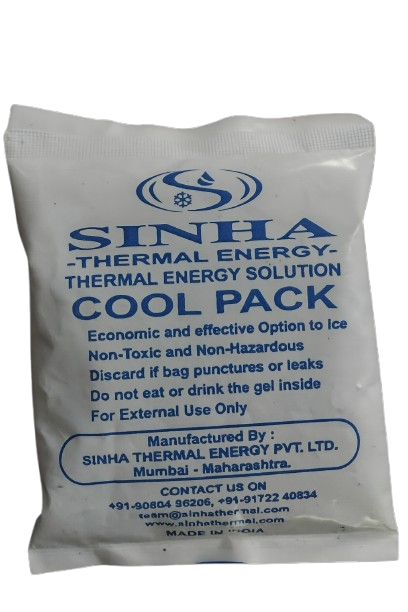 SINHA
-THERMAL ENERGY-
THERMAL ENERGY SOLUTION
COOL PACK
Economic and effective Option to Ice
Non-Toxic and Non-Hazardous
Discard if bag punctures or leaks
Do not eat or drink the gel inside
For External Use Only
Manufactured By :
SINHA THERMAL ENERGY PVT. LTD.
Mumbai - Maharashtra.
CONTACT US ON
+91-90804 96206, +91-91722 40834
team@sinhathermal.com
www.sinhathermal.com
MADE IN INDIA